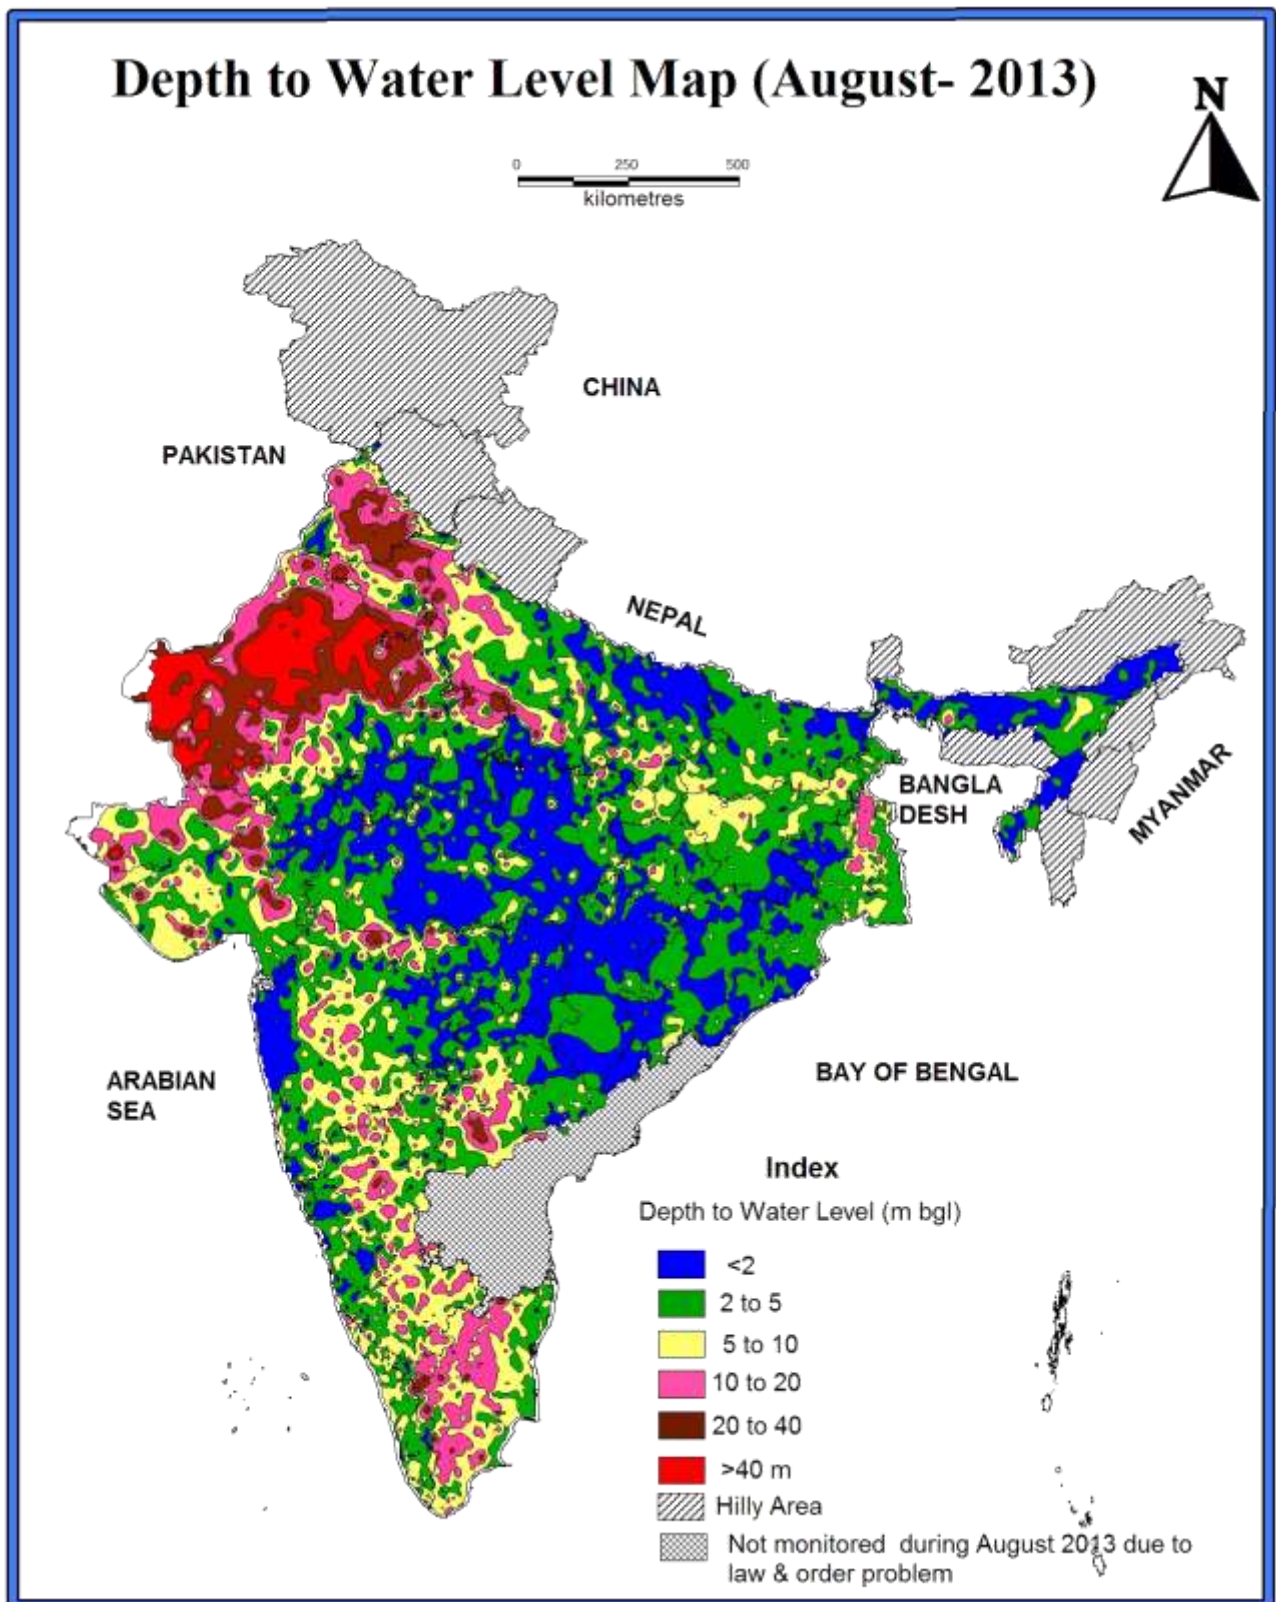 Depth to Water Level Map (August- 2013)
N
0 250 500
kilometres
CHINA
PAKISTAN
NEPAL
BANGLA
DESH
MYANMAR
ARABIAN
SEA
BAY OF BENGAL
Index
Depth to Water Level (m bgl)
<2
2 to 5
5 to 10
10 to 20
20 to 40
>40 m
Hilly Area
Not monitored during August 2013 due to
law & order problem